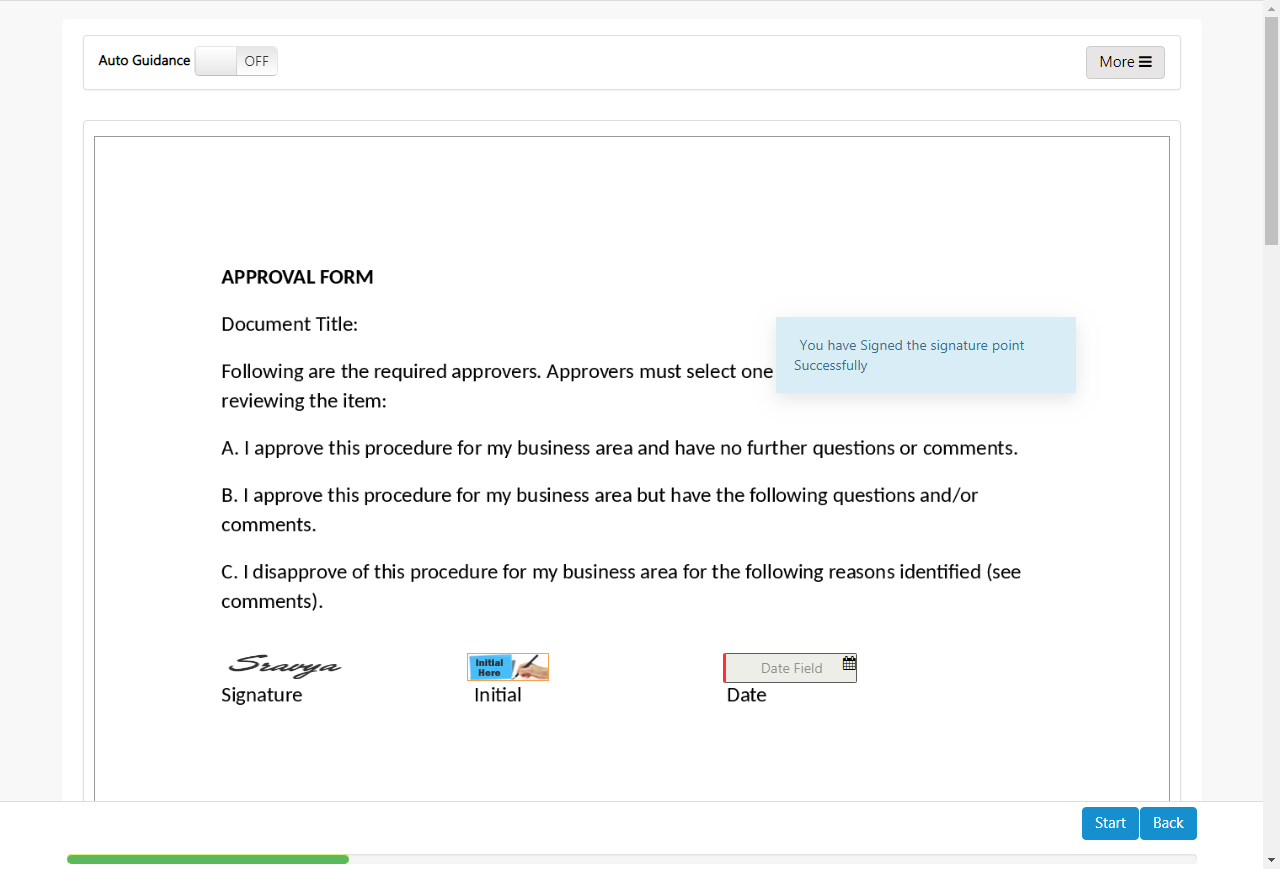 Auto Guidance OFF More
APPROVAL FORM
Document Title:
You have Signed the signature point
Successfully
Following are the required approvers. Approvers must select one
reviewing the item:
A. I approve this procedure for my business area and have no further questions or comments.
B. I approve this procedure for my business area but have the following questions and/or
comments.
C. I disapprove of this procedure for my business area for the following reasons identified (see
comments).
Sravya Initial Here Date Field
Signature Initial Date
Start Back